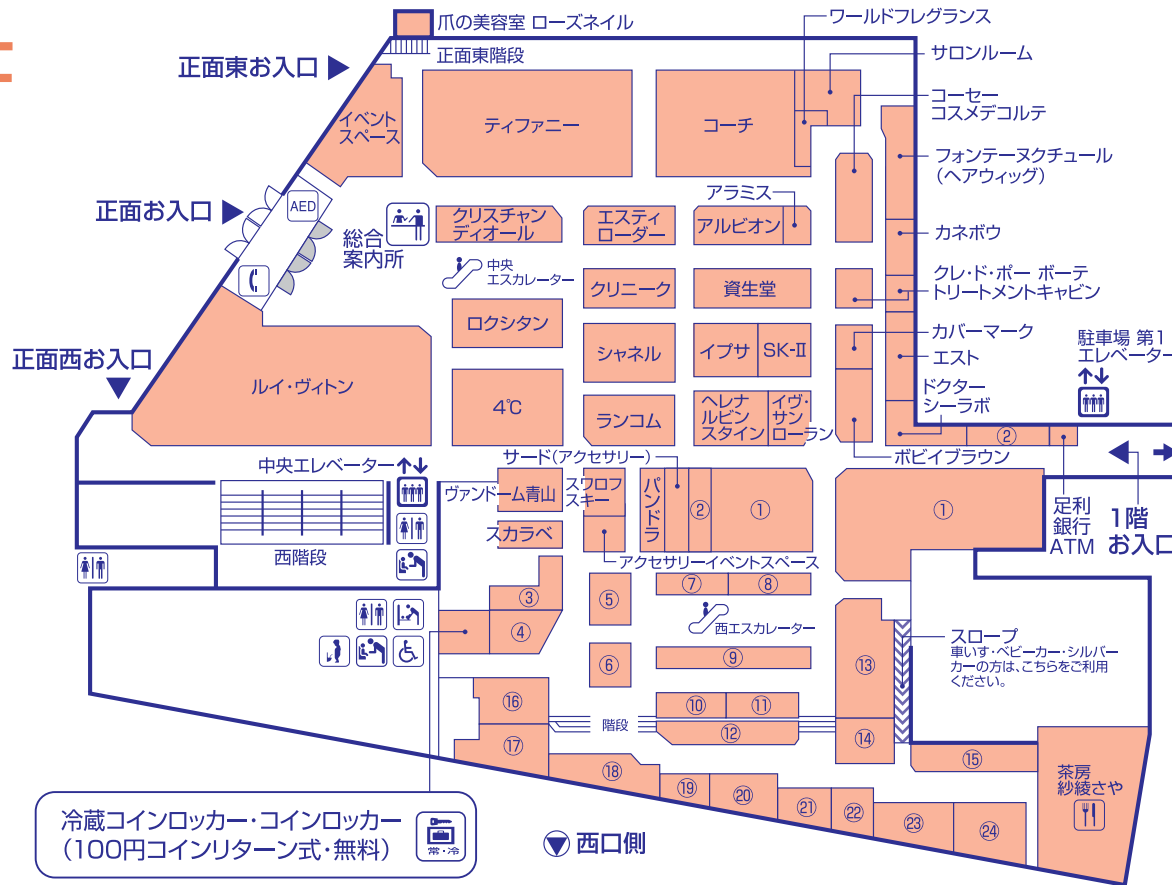 爪の美容室 ローズネイル
ワールドフレグランス
正面東お入口
正面東階段
サロンルーム
イベント
スペース
ティファニー
コーチ
コーセー
コスメデコルテ
フォンテーヌクチュール
(ヘアウィッグ)
正面お入口
AED
総合
案内所
クリスチャン
ディオール
エスティ
ローダー
アラミス
アルビオン
カネボウ
中央
エスカレーター
クリニーク
資生堂
クレ・ド・ポー ボーテ
トリートメントキャビン
ロクシタン
シャネル
イプサ
SK-Ⅱ
カバーマーク
エスト
駐車場 第1
エレベーター
正面西お入口
ルイ・ヴィトン
4℃
ランコム
ヘレナ
ルビン
スタイン
イヴ・
サン
ローラン
ドクター
シーラボ
②
ボビイブラウン
中央エレベーター
サード(アクセサリー)
ヴァンドーム青山
スワロフ
スキー
パンドラ
②
①
①
足利
銀行
ATM
1階
お入口
西階段
スカラベ
アクセサリーイベントスペース
③
④
⑤
⑥
⑦
⑧
西エスカレーター
⑨
⑩
⑪
⑫
階段
⑬
⑭
スロープ
車いす・ベビーカー・シルバー
カーの方は、こちらをご利用
ください。
⑮
⑯
⑰
⑱
⑲
⑳
㉑
㉒
㉓
㉔
茶房
紗綾さや
冷蔵コインロッカー・コインロッカー
(100円コインリターン式・無料)
常・冷
西口側